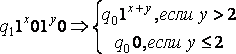 q₁1ˣ01ʸ0 ⇒ { q₀1ˣ⁺ʸ, если y > 2
q₀0, если y ≤ 2